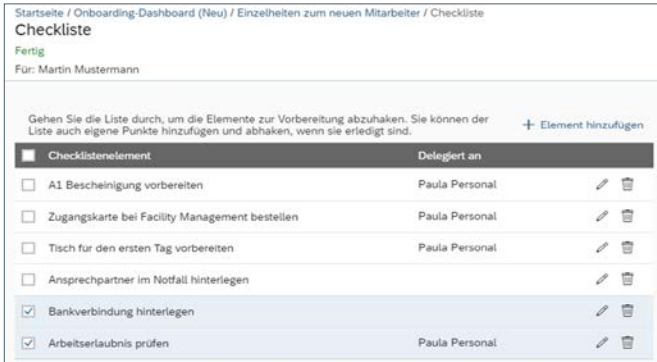 Startseite / Onboarding-Dashboard (Neu) / Einzelheiten zum neuen Mitarbeiter / Checkliste
Checkliste
Fertig
Für: Martin Mustermann
Gehen Sie die Liste durch, um die Elemente zur Vorbereitung abzuhaken. Sie können der
Liste auch eigene Punkte hinzufügen und abhaken, wenn sie erledigt sind.
+ Element hinzufügen
Checklistenelement Delegiert an
A1 Bescheinigung vorbereiten Paula Personal
Zugangskarte bei Facility Management bestellen Paula Personal
Tisch für den ersten Tag vorbereiten Paula Personal
Ansprechpartner im Notfall hinterlegen
Bankverbindung hinterlegen
Arbeitserlaubnis prüfen Paula Personal